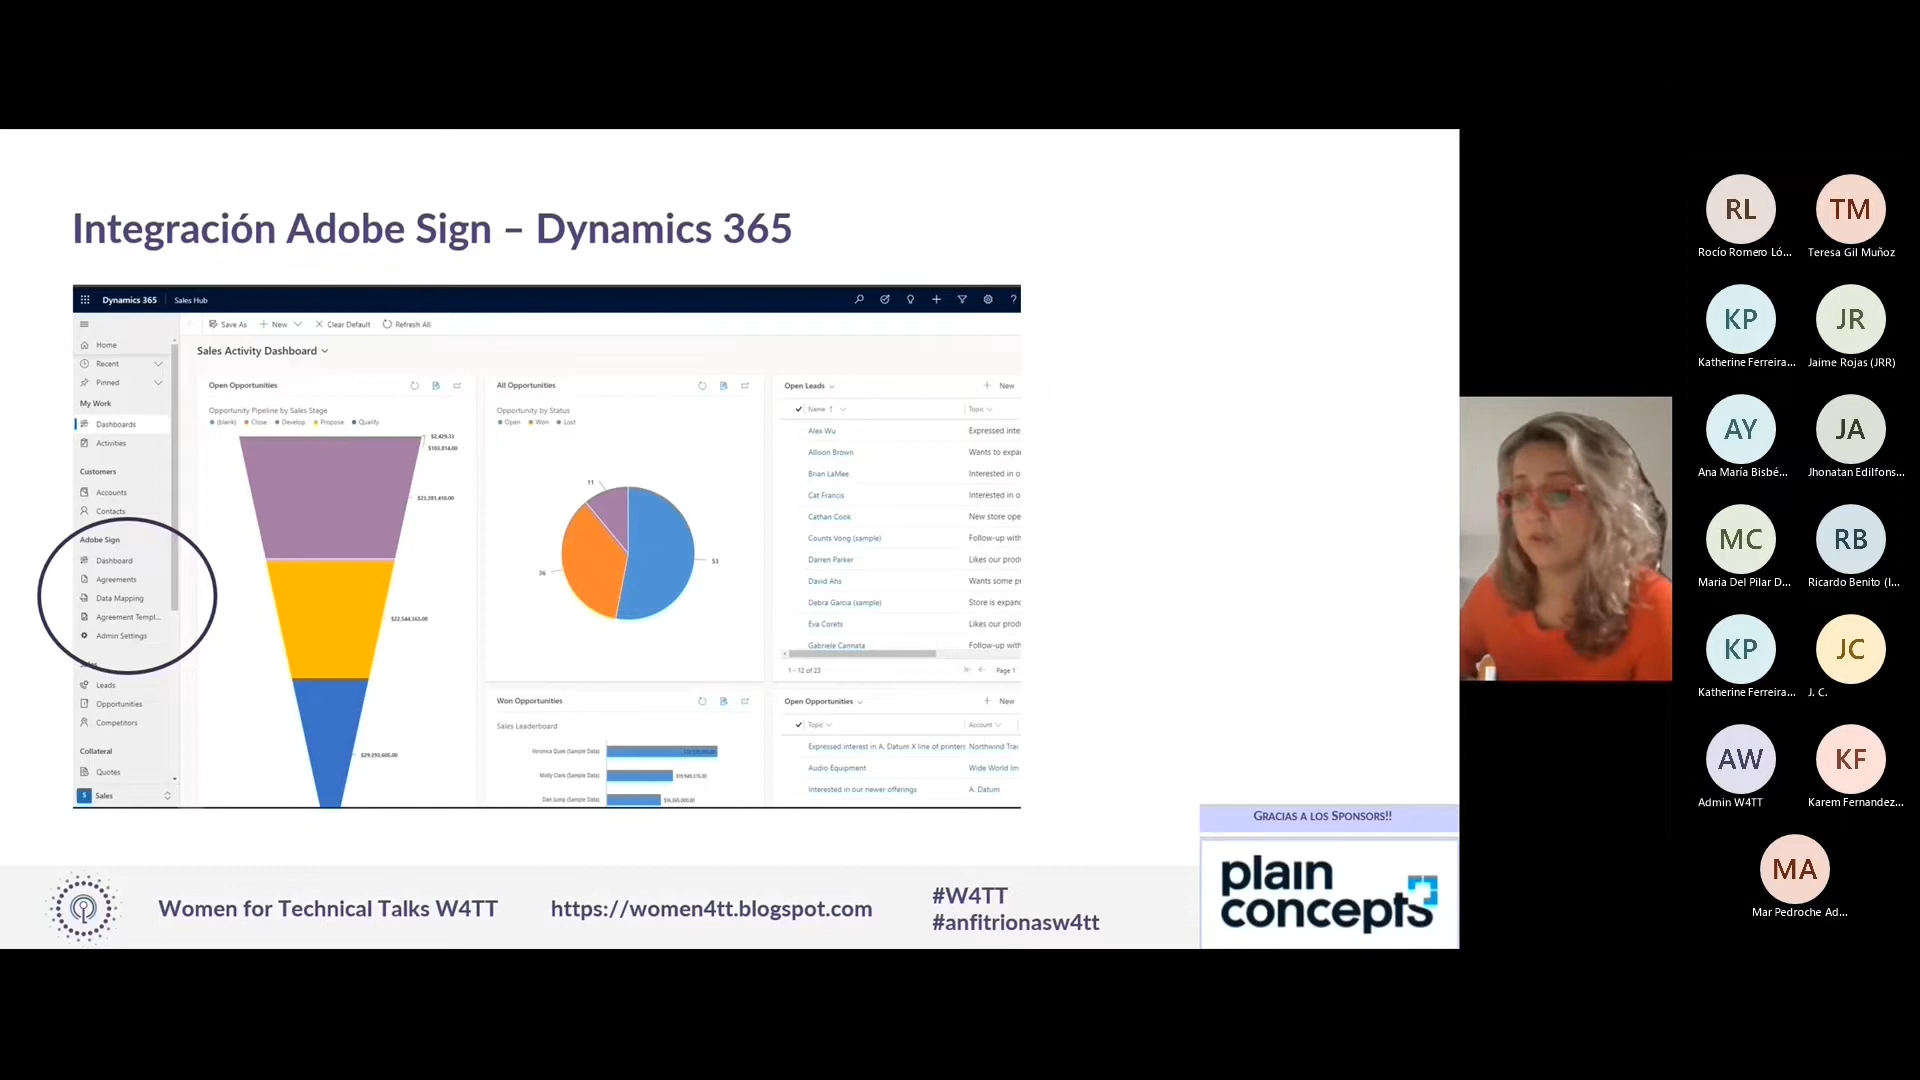 Integración Adobe Sign – Dynamics 365
Dynamics 365
Sales Hub
Save As
New
Clear Default
Refresh All
Home
Recent
Pinned
My Work
Dashboards
Activities
Customers
Accounts
Contacts
Adobe Sign
Dashboard
Agreements
Data Mapping
Agreement Templ...
Admin Settings
Sales
Leads
Opportunities
Competitors
Collateral
Quotes
S Sales
Sales Activity Dashboard
Open Opportunities
Opportunity Pipeline by Sales Stage
(blank) Close Develop Propose Qualify
$2,429.33
$103,814.00
$23,281,410.00
$22,544,363.00
$29,293,605.00
All Opportunities
Opportunity by Status
Open Won Lost
11
36
53
Won Opportunities
Sales Leaderboard
Veronica Quek (Sample Data)
Molly Clark (Sample Data)
Dan Jump (Sample Data)
Open Leads
New
Name ↑ Topic
Alex Wu Expressed inte
Allison Brown Wants to expa
Brian LaMee Interested in o
Cat Francis Interested in o
Cathan Cook New store ope
Counts Vong (sample) Follow-up with
Darren Parker Likes our prod
David Ahs Wants some pr
Debra Garcia (sample) Store is expand
Eva Corets Likes our prod
Gabriele Cannata Follow-up with
1 - 12 of 23 Page 1
Open Opportunities
New
Topic Account
Expressed interest in A. Datum X line of printers Northwind Tra
Audio Equipment Wide World Im
Interested in our newer offerings A. Datum
Gracias a los Sponsors!!
plain
concepts
Women for Technical Talks W4TT
https://women4tt.blogspot.com
#W4TT
#anfitrionasw4tt
RL
Rocío Romero Ló...
TM
Teresa Gil Muñoz
KP
Katherine Ferreira...
JR
Jaime Rojas (JRR)
AY
Ana María Bisbé...
JA
Jhonatan Edilfons...
MC
Maria Del Pilar D...
RB
Ricardo Benito (I...
KP
Katherine Ferreira...
JC
J. C.
AW
Admin W4TT
KF
Karem Fernandez...
MA
Mar Pedroche Ad...